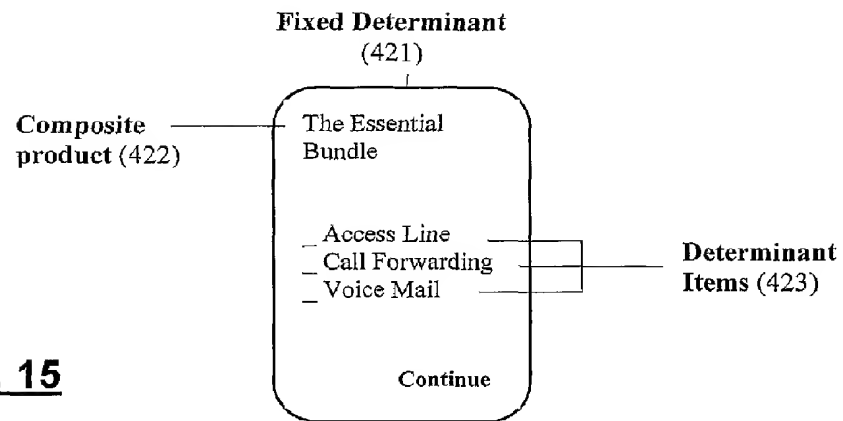 Fixed Determinant
(421)
Composite
product (422)
The Essential
Bundle
_ Access Line
_ Call Forwarding
_ Voice Mail
Determinant
Items (423)
Continue
15